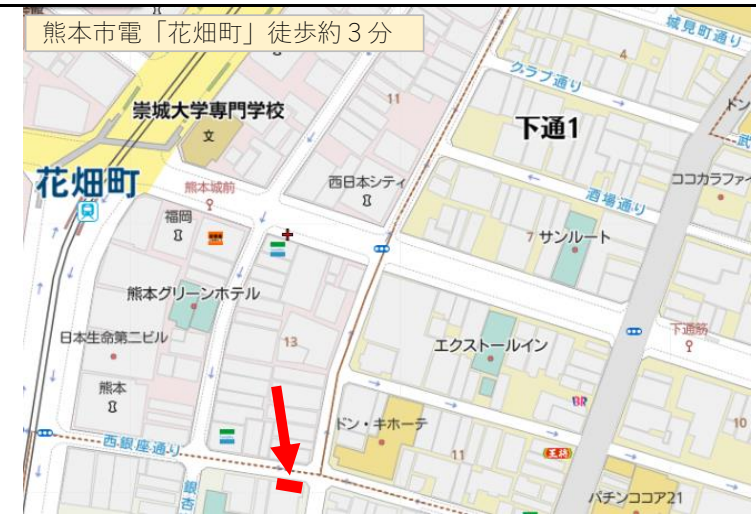 熊本市電「花畑町」徒歩約３分
城見町通り
クラブ通り
4
11
崇城大学専門学校
文
下通1
花畑町
熊本城前
西日本シティ
酒場通り
ココカラファイ
福岡
7
サンルート
熊本グリーンホテル
下通筋
日本生命第二ビル
13
エクストールイン
熊本
BR
ドン・キホーテ
10
西銀座通り
11
王将
銀杏
パチンココア21